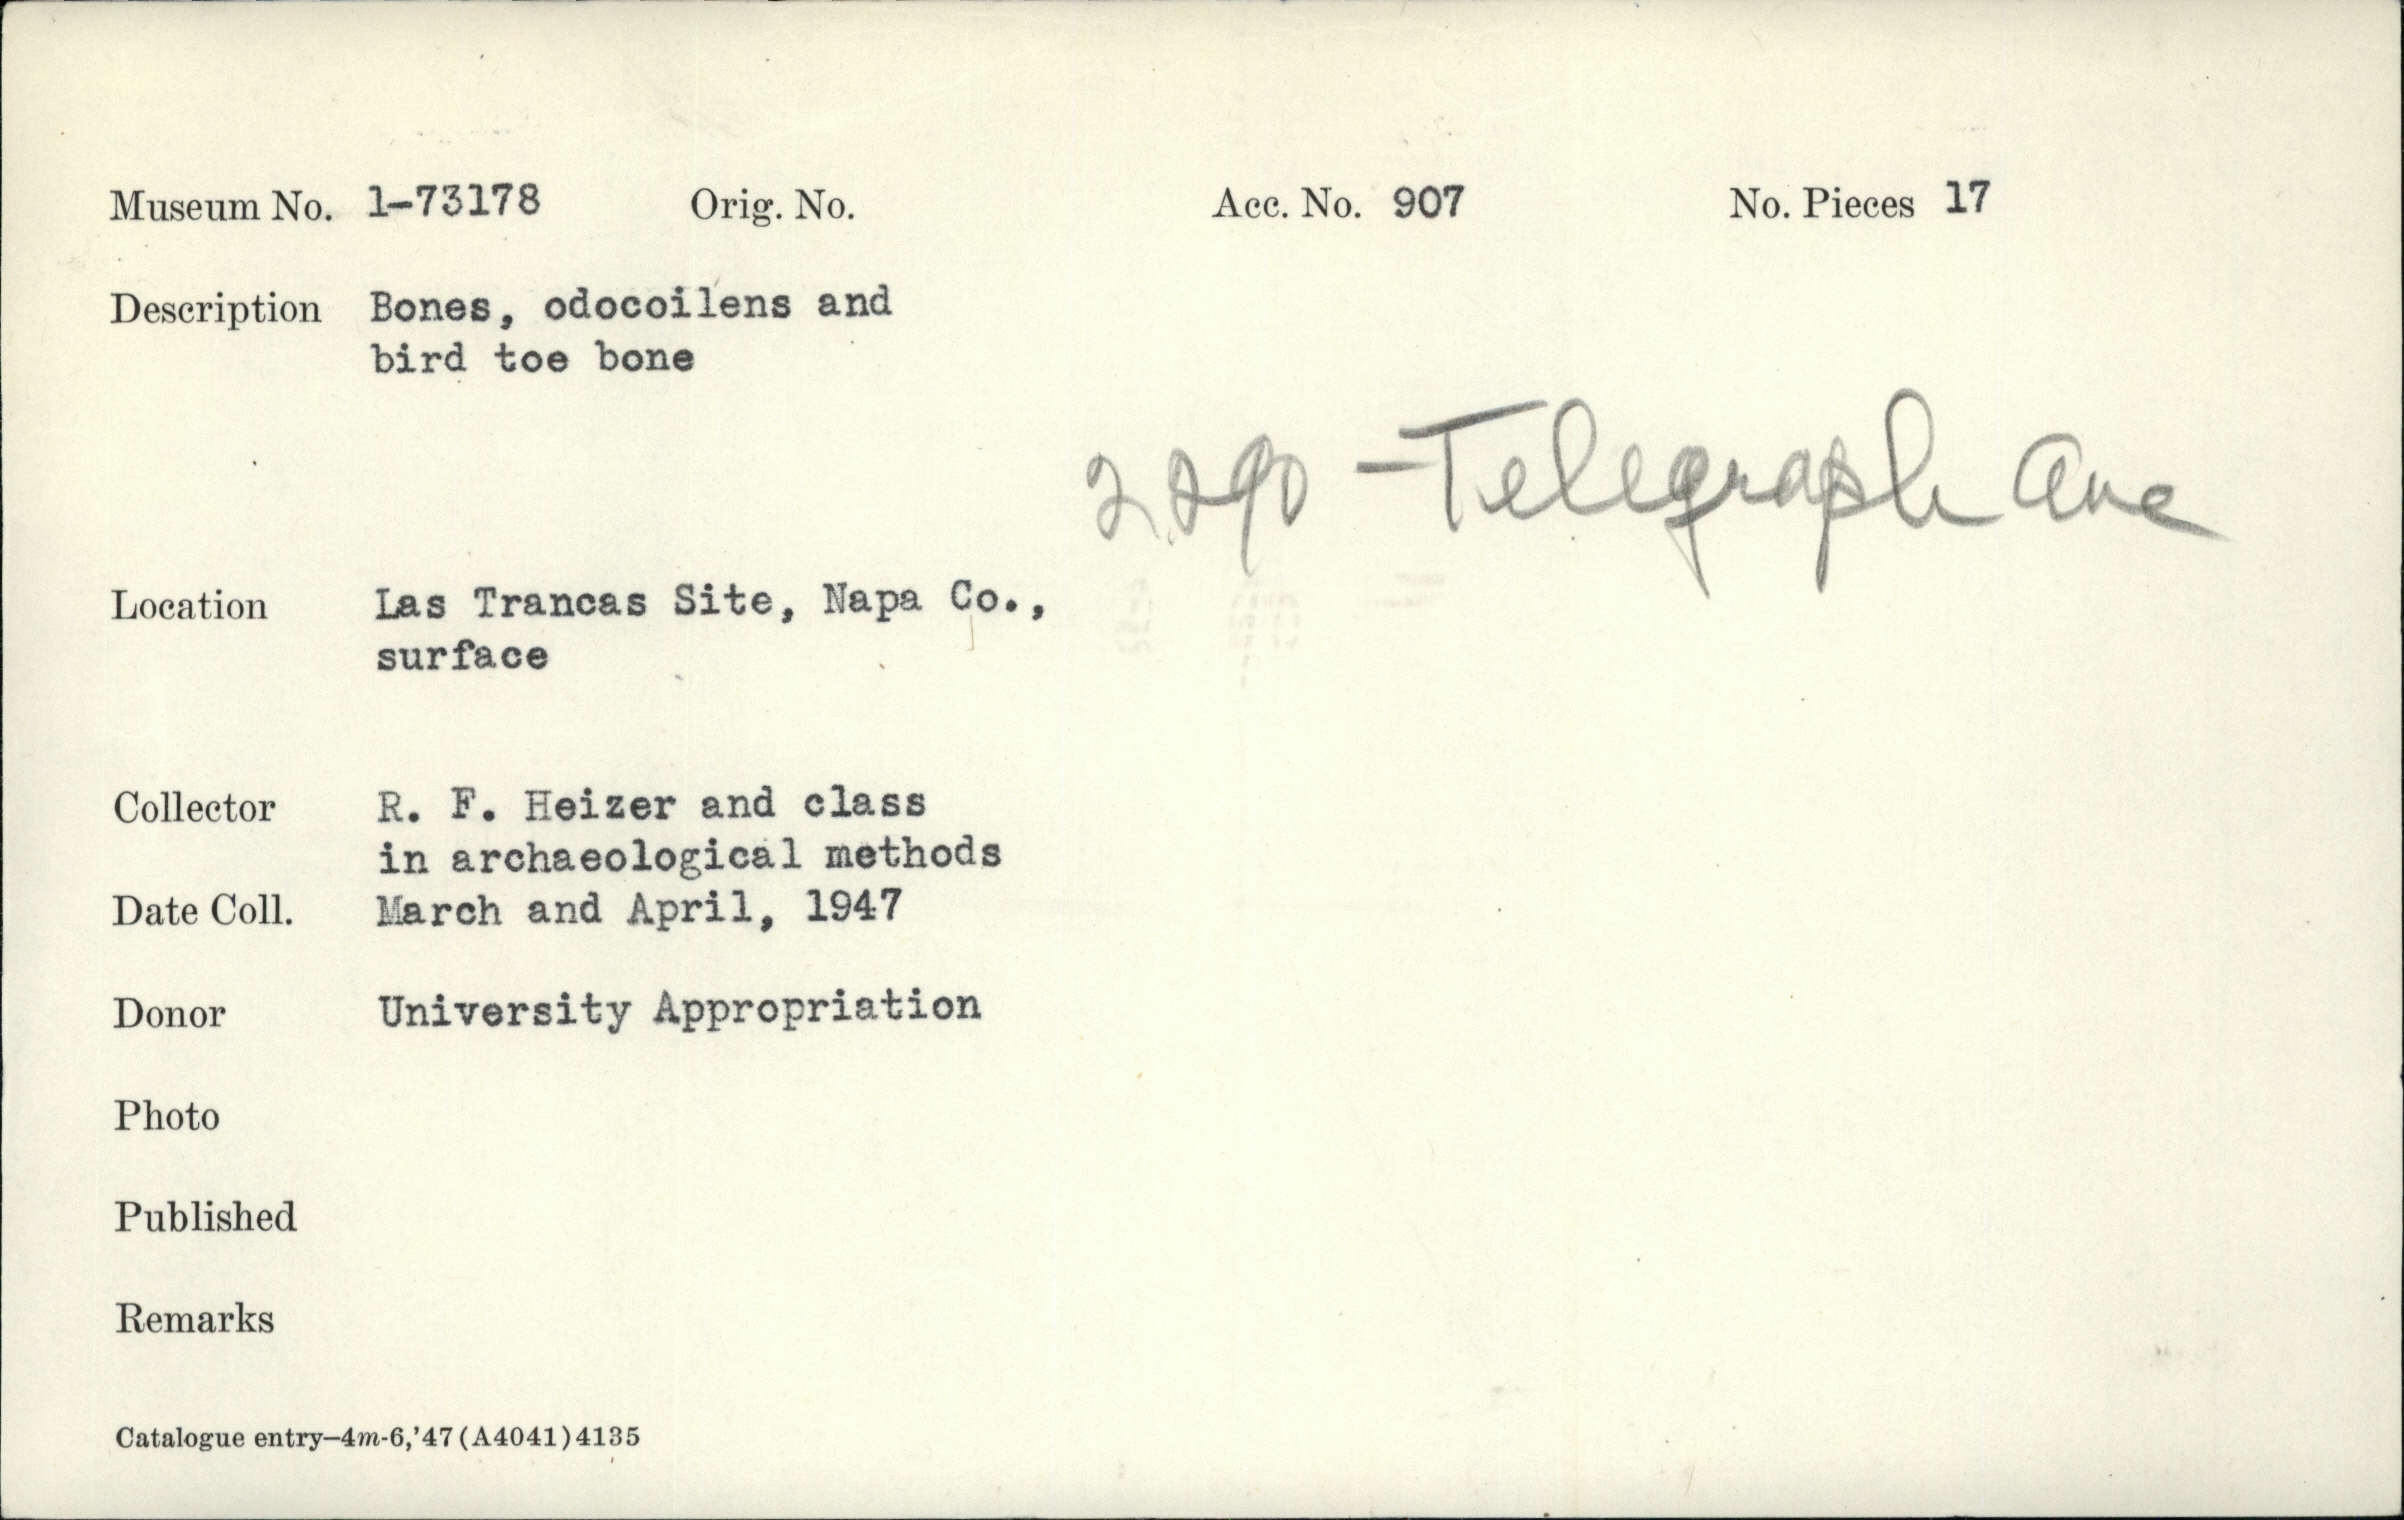 Museum No. 1-73178 Orig. No. Acc. No. 907 No. Pieces 17
Description Bones, odocoilens and
bird toe bone
2290 - Telegraph Ave
Location Las Trancas Site, Napa Co.,
surface
Collector R. F. Heizer and class
in archaeological methods
Date Coll. March and April, 1947
Donor University Appropriation
Photo
Published
Remarks
Catalogue entry—4m-6,'47(A4041)4135